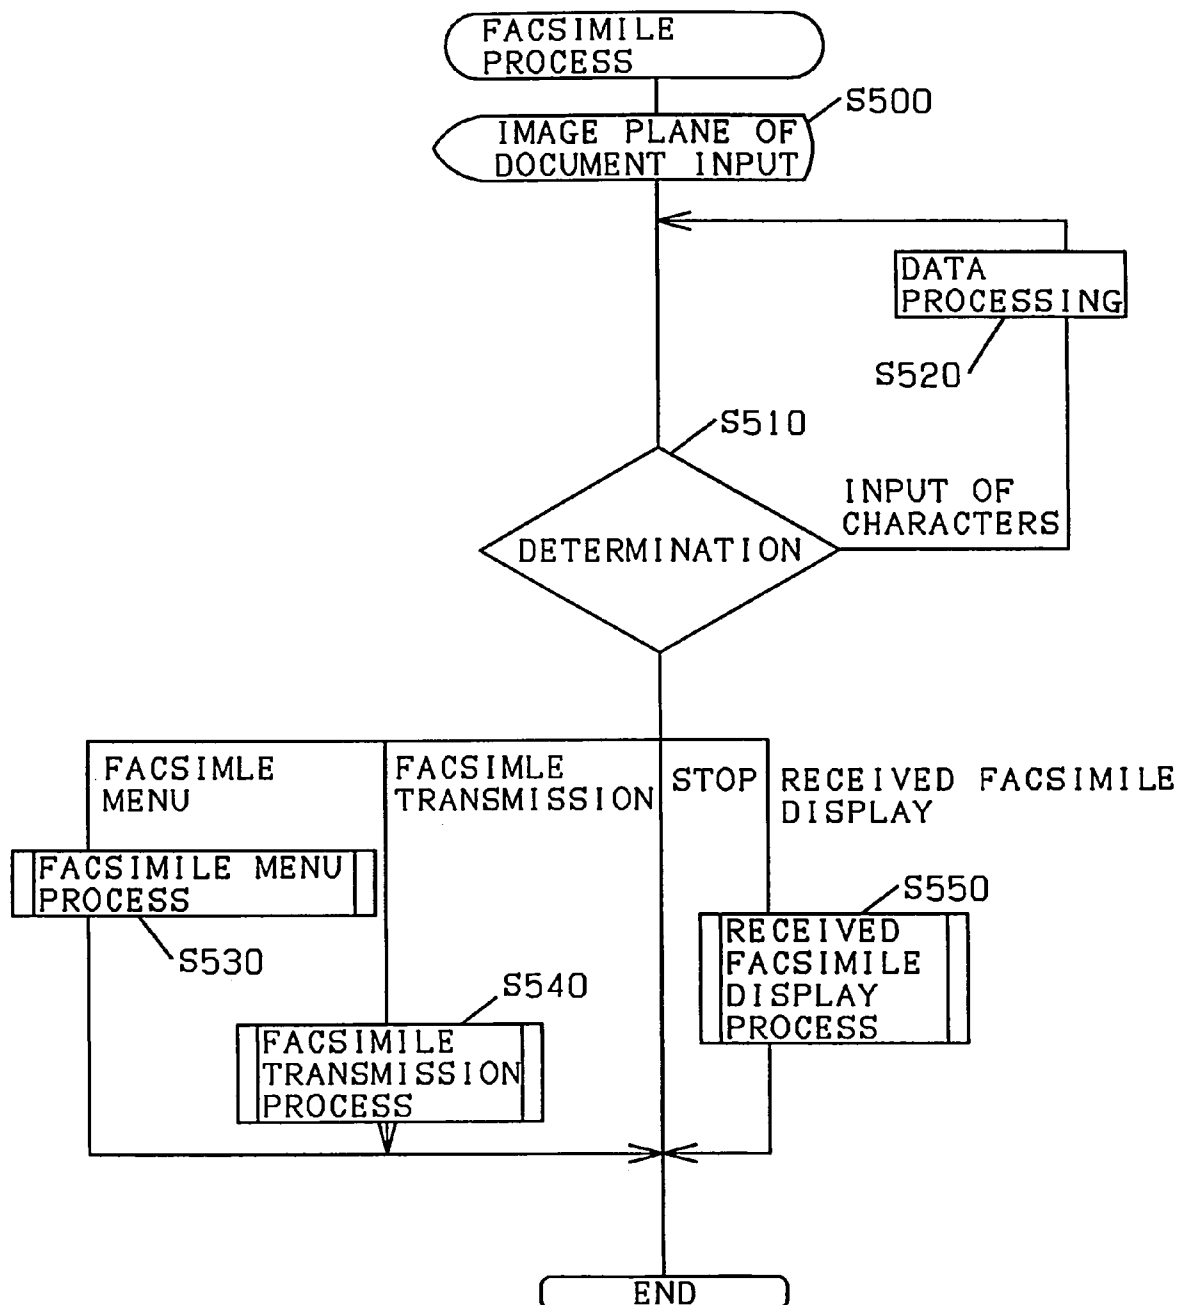 FACSIMILE
PROCESS
S500
IMAGE PLANE OF
DOCUMENT INPUT
DATA
PROCESSING
S520
S510
INPUT OF
CHARACTERS
DETERMINATION
FACSIMLE
MENU
FACSIMLE
TRANSMISSION
STOP
RECEIVED FACSIMILE
DISPLAY
FACSIMILE MENU
PROCESS
S530
S550
RECEIVED
FACSIMILE
DISPLAY
PROCESS
S540
FACSIMILE
TRANSMISSION
PROCESS
END